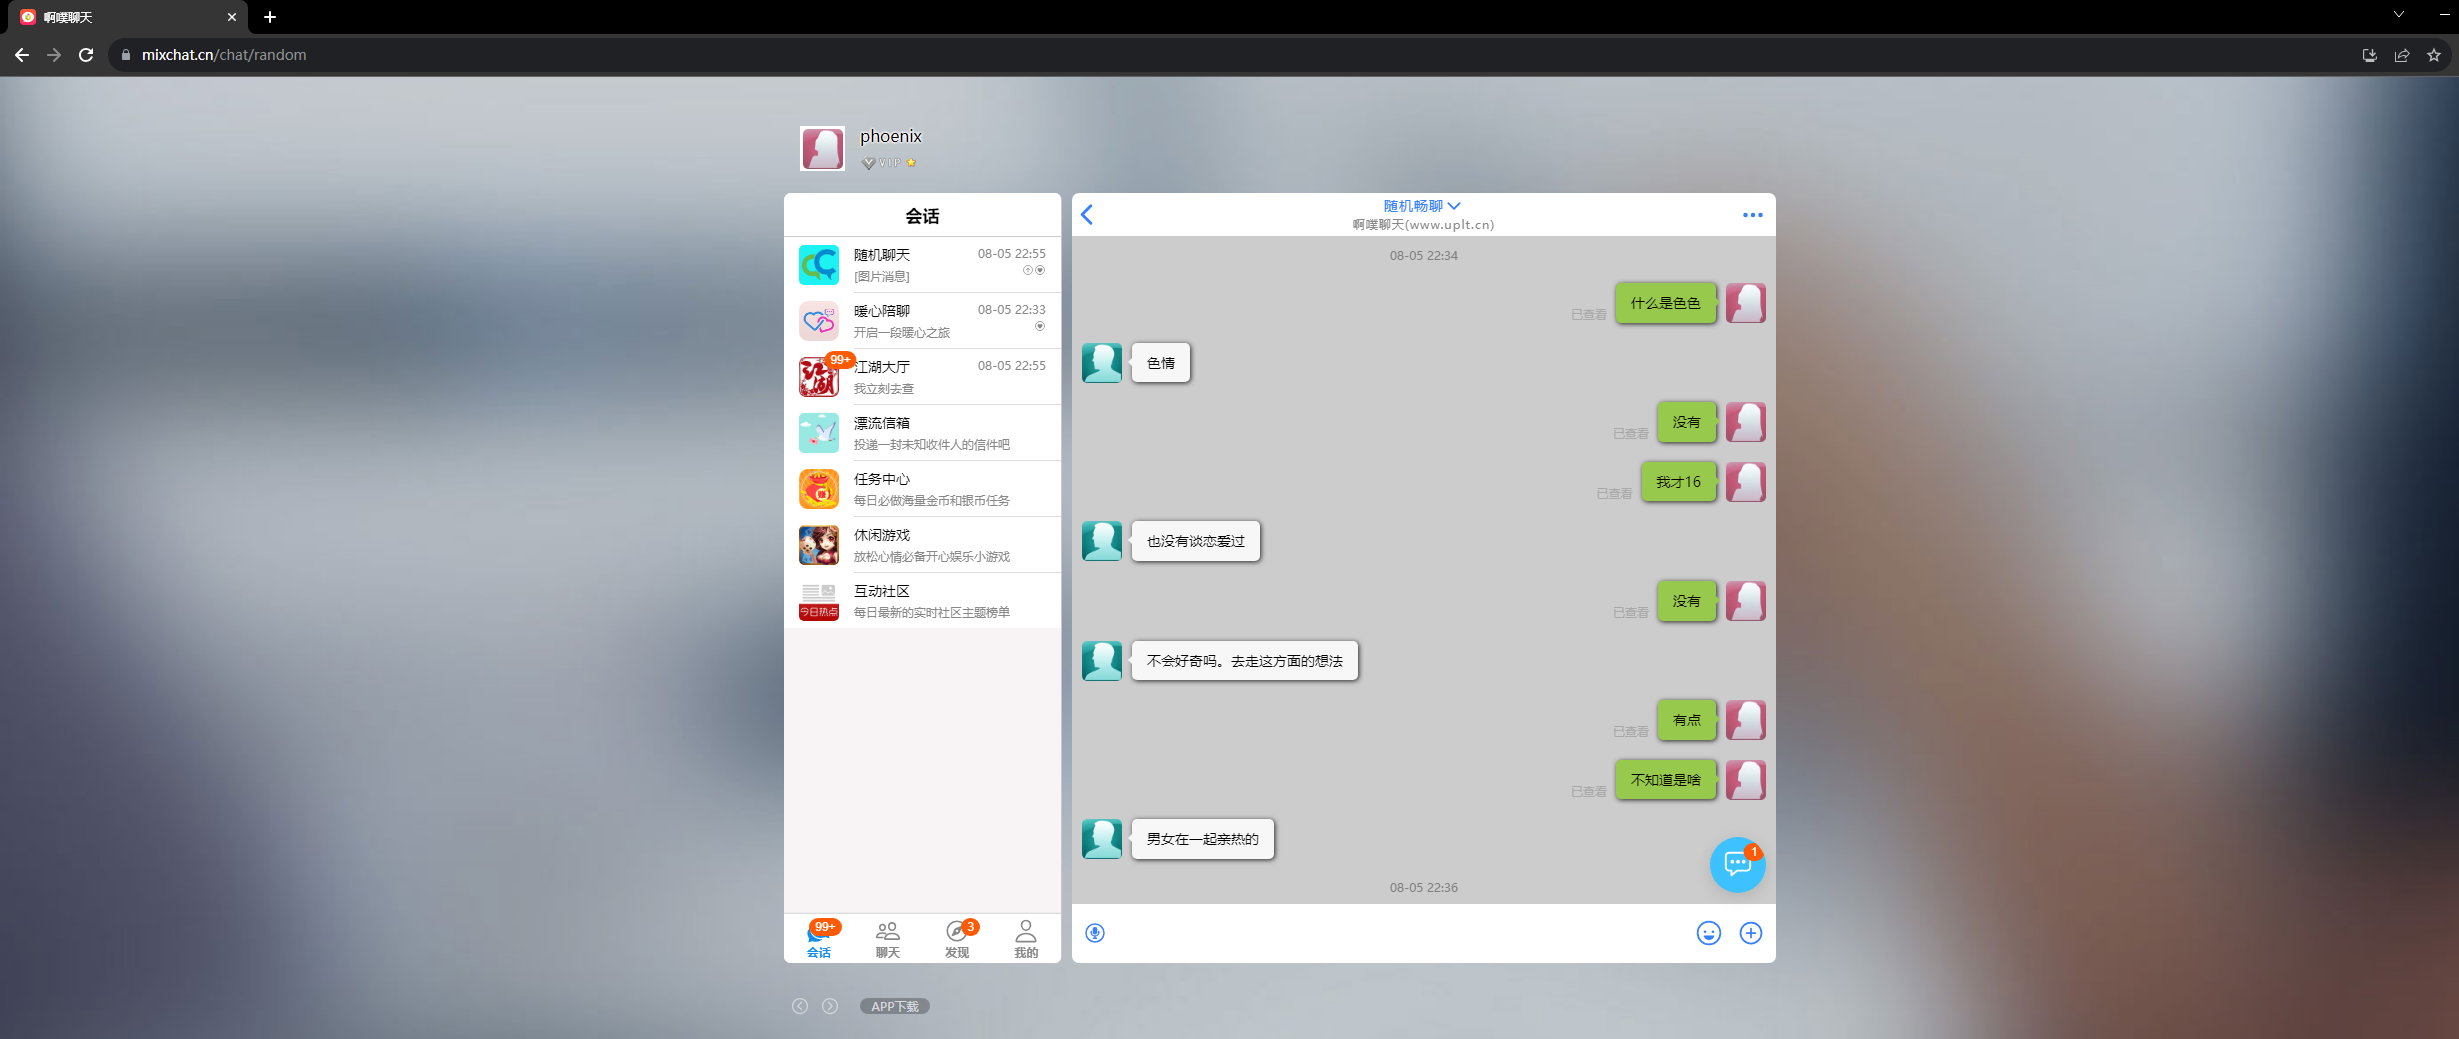 啊噗聊天
mixchat.cn/chat/random
phoenix
VIP
会话
随机聊天
08-05 22:55
[图片消息]
暖心陪聊
08-05 22:33
开启一段暖心之旅
99+
江湖
江湖大厅
08-05 22:55
我立刻去查
漂流信箱
投递一封未知收件人的信件吧
任务中心
每日必做海量金币和银币任务
休闲游戏
放松心情必备开心娱乐小游戏
今日热点
互动社区
每日最新的实时社区主题榜单
99+
会话
聊天
3
发现
我的
随机畅聊
啊噗聊天(www.uplt.cn)
08-05 22:34
已查看
什么是色色
色情
已查看
没有
已查看
我才16
也没有谈恋爱过
已查看
没有
不会好奇吗。去走这方面的想法
已查看
有点
已查看
不知道是啥
男女在一起亲热的
1
08-05 22:36
APP下载